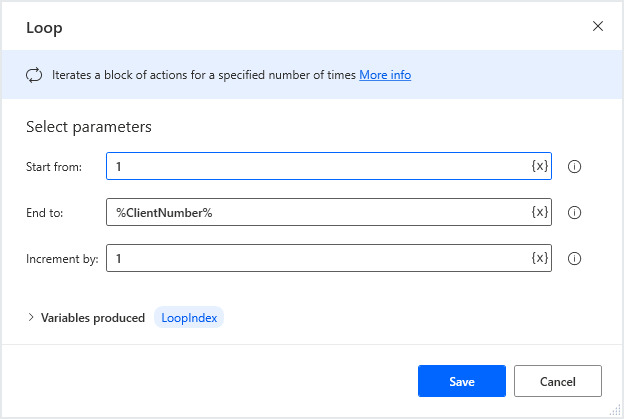 Loop
Iterates a block of actions for a specified number of times More info
Select parameters
Start from: 1 {x}
End to: %ClientNumber% {x}
Increment by: 1 {x}
Variables produced LoopIndex
Save Cancel